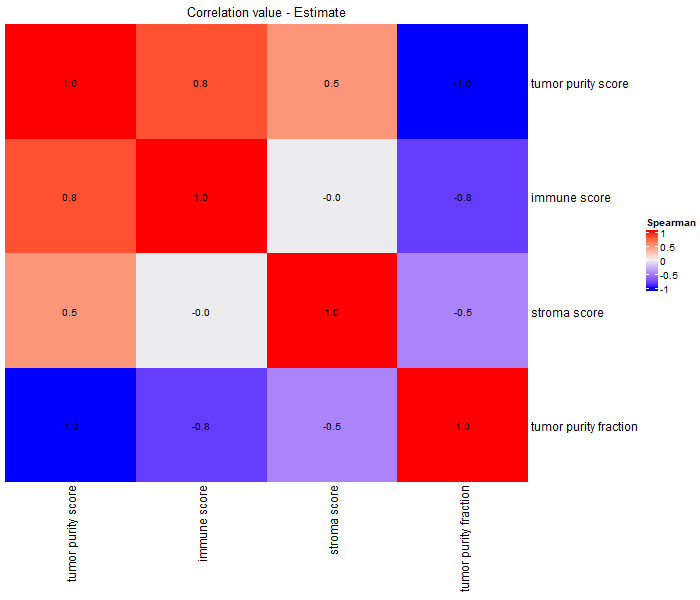 Correlation value - Estimate
1.0 0.8 0.5 -1.0 tumor purity score
0.8 1.0 -0.0 -0.8 immune score
Spearman
1
0.5
0
-0.5
-1
0.5 -0.0 1.0 -0.5 stroma score
-1.0 -0.8 -0.5 1.0 tumor purity fraction
tumor purity score
immune score
stroma score
tumor purity fraction